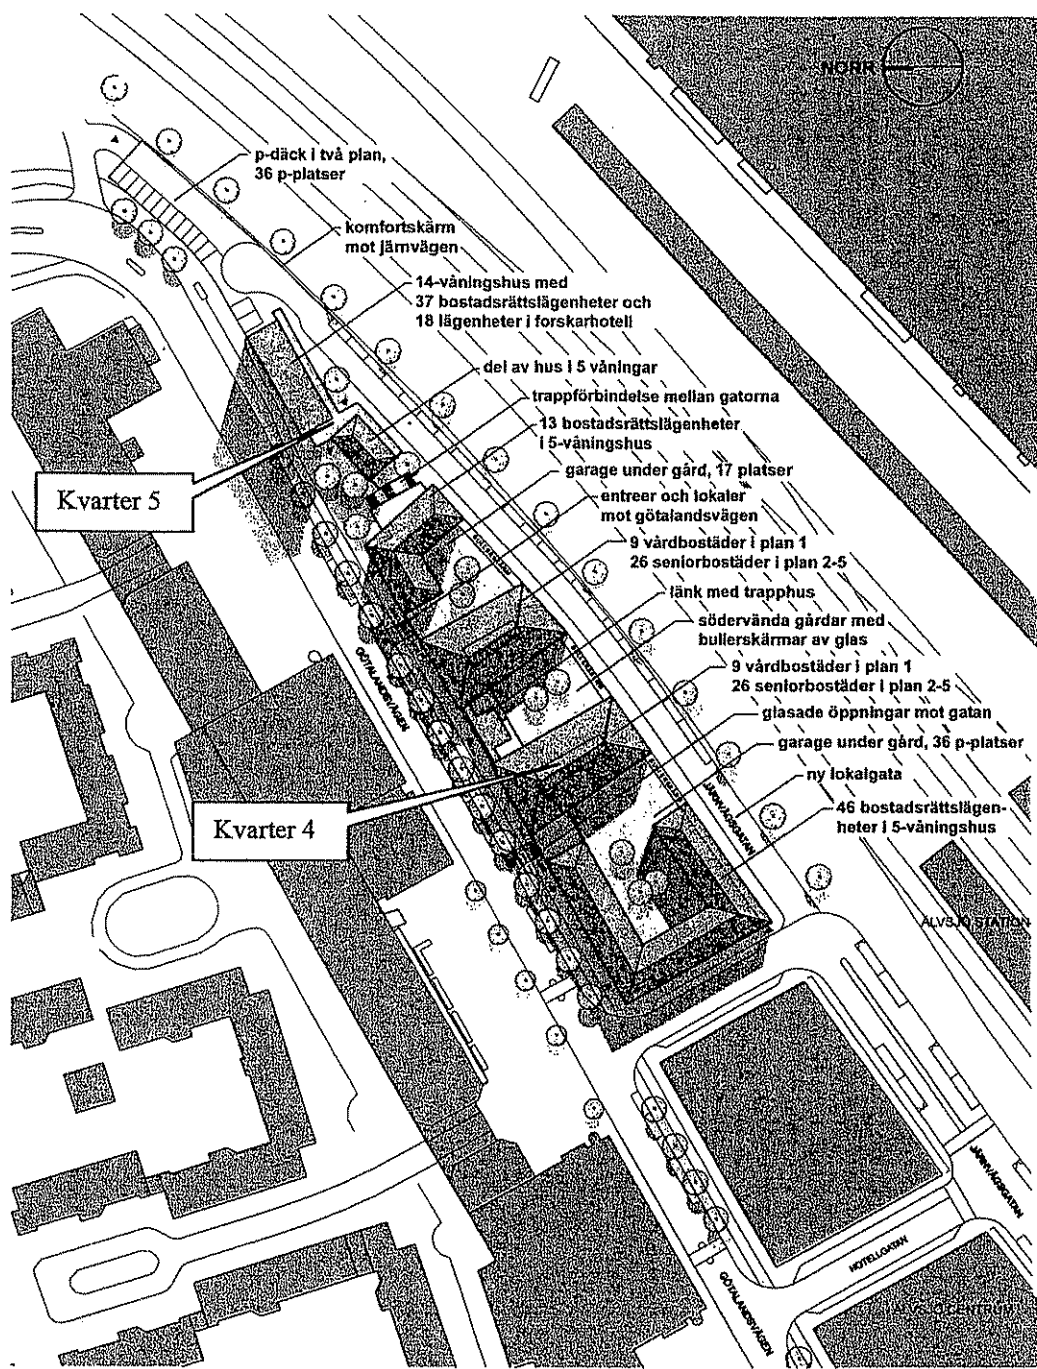 NORR
p-däck i två plan,
36 p-platser
komfortskärm
mot järnvägen
14-våningshus med
37 bostadsrättslägenheter och
18 lägenheter i forskarhotell
del av hus i 5 våningar
trappförbindelse mellan gatorna
13 bostadsrättslägenheter
i 5-våningshus
garage under gård, 17 platser
Kvarter 5
entreer och lokaler
mot götalandsvägen
9 vårdbostäder i plan 1
26 seniorbostäder i plan 2-5
länk med trapphus
södervända gårdar med
bullerskärmar av glas
9 vårdbostäder i plan 1
26 seniorbostäder i plan 2-5
GÖTALANDSVÄGEN
glasade öppningar mot gatan
garage under gård, 36 p-platser
ny lokalgata
JÄRNVÄGSGATAN
46 bostadsrättslägen-
heter i 5-våningshus
Kvarter 4
ÄLVSJÖ STATION
JÄRNVÄGSGATAN
HOTELLGATAN
GÖTALANDSVÄGEN
ÄLVSJÖ CENTRUM